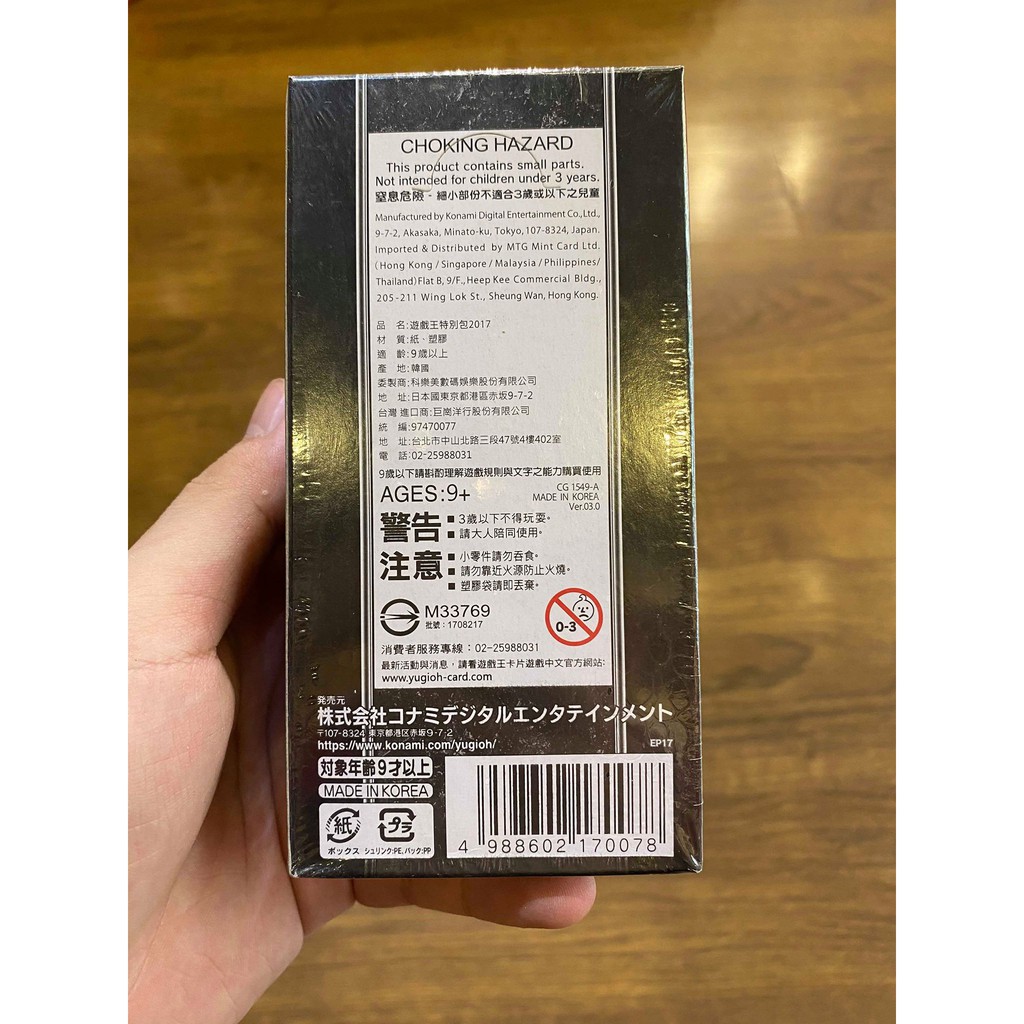 CHOKING HAZARD
This product contains small parts.
Not intended for children under 3 years.
窒息危險 - 細小部份不適合3歲或以下之兒童
Manufactured by Konami Digital Entertainment Co.,Ltd.,
9-7-2, Akasaka, Minato-ku, Tokyo, 107-8324, Japan.
Imported & Distributed by MTG Mint Card Ltd.
(Hong Kong / Singapore / Malaysia / Philippines/
Thailand) Flat B, 9/F., Heep Kee Commercial Bldg.,
205-211 Wing Lok St., Sheung Wan, Hong Kong.
品 名:遊戲王特別包2017
材 質:紙、塑膠
適 齡:9歲以上
產 地:韓國
委製商:科樂美數碼娛樂股份有限公司
地 址:日本國東京都港區赤坂9-7-2
台灣 進口商:巨崗洋行股份有限公司
統 編:97470077
地 址:台北市中山北路三段47號4樓402室
電 話:02-25988031
9歲以下請斟酌理解遊戲規則與文字之能力購買使用
AGES:9+
CG 1549-A
MADE IN KOREA
Ver.03.0
警告
■ 3歲以下不得玩耍。
■ 請大人陪同使用。
注意
■ 小零件請勿吞食。
■ 請勿靠近火源防止火燒。
■ 塑膠袋請即丟棄。
M33769
批號:1708217
0-3
消費者服務專線:02-25988031
最新活動與消息,請看遊戲王卡片遊戲中文官方網站:
www.yugioh-card.com
発売元
株式会社コナミデジタルエンタテインメント
〒107-8324 東京都港区赤坂9-7-2
https://www.konami.com/yugioh/
EP17
対象年齢9才以上
MADE IN KOREA
紙
プラ
ボックス
シュリンク:PE, パック:PP
4 988602 170078